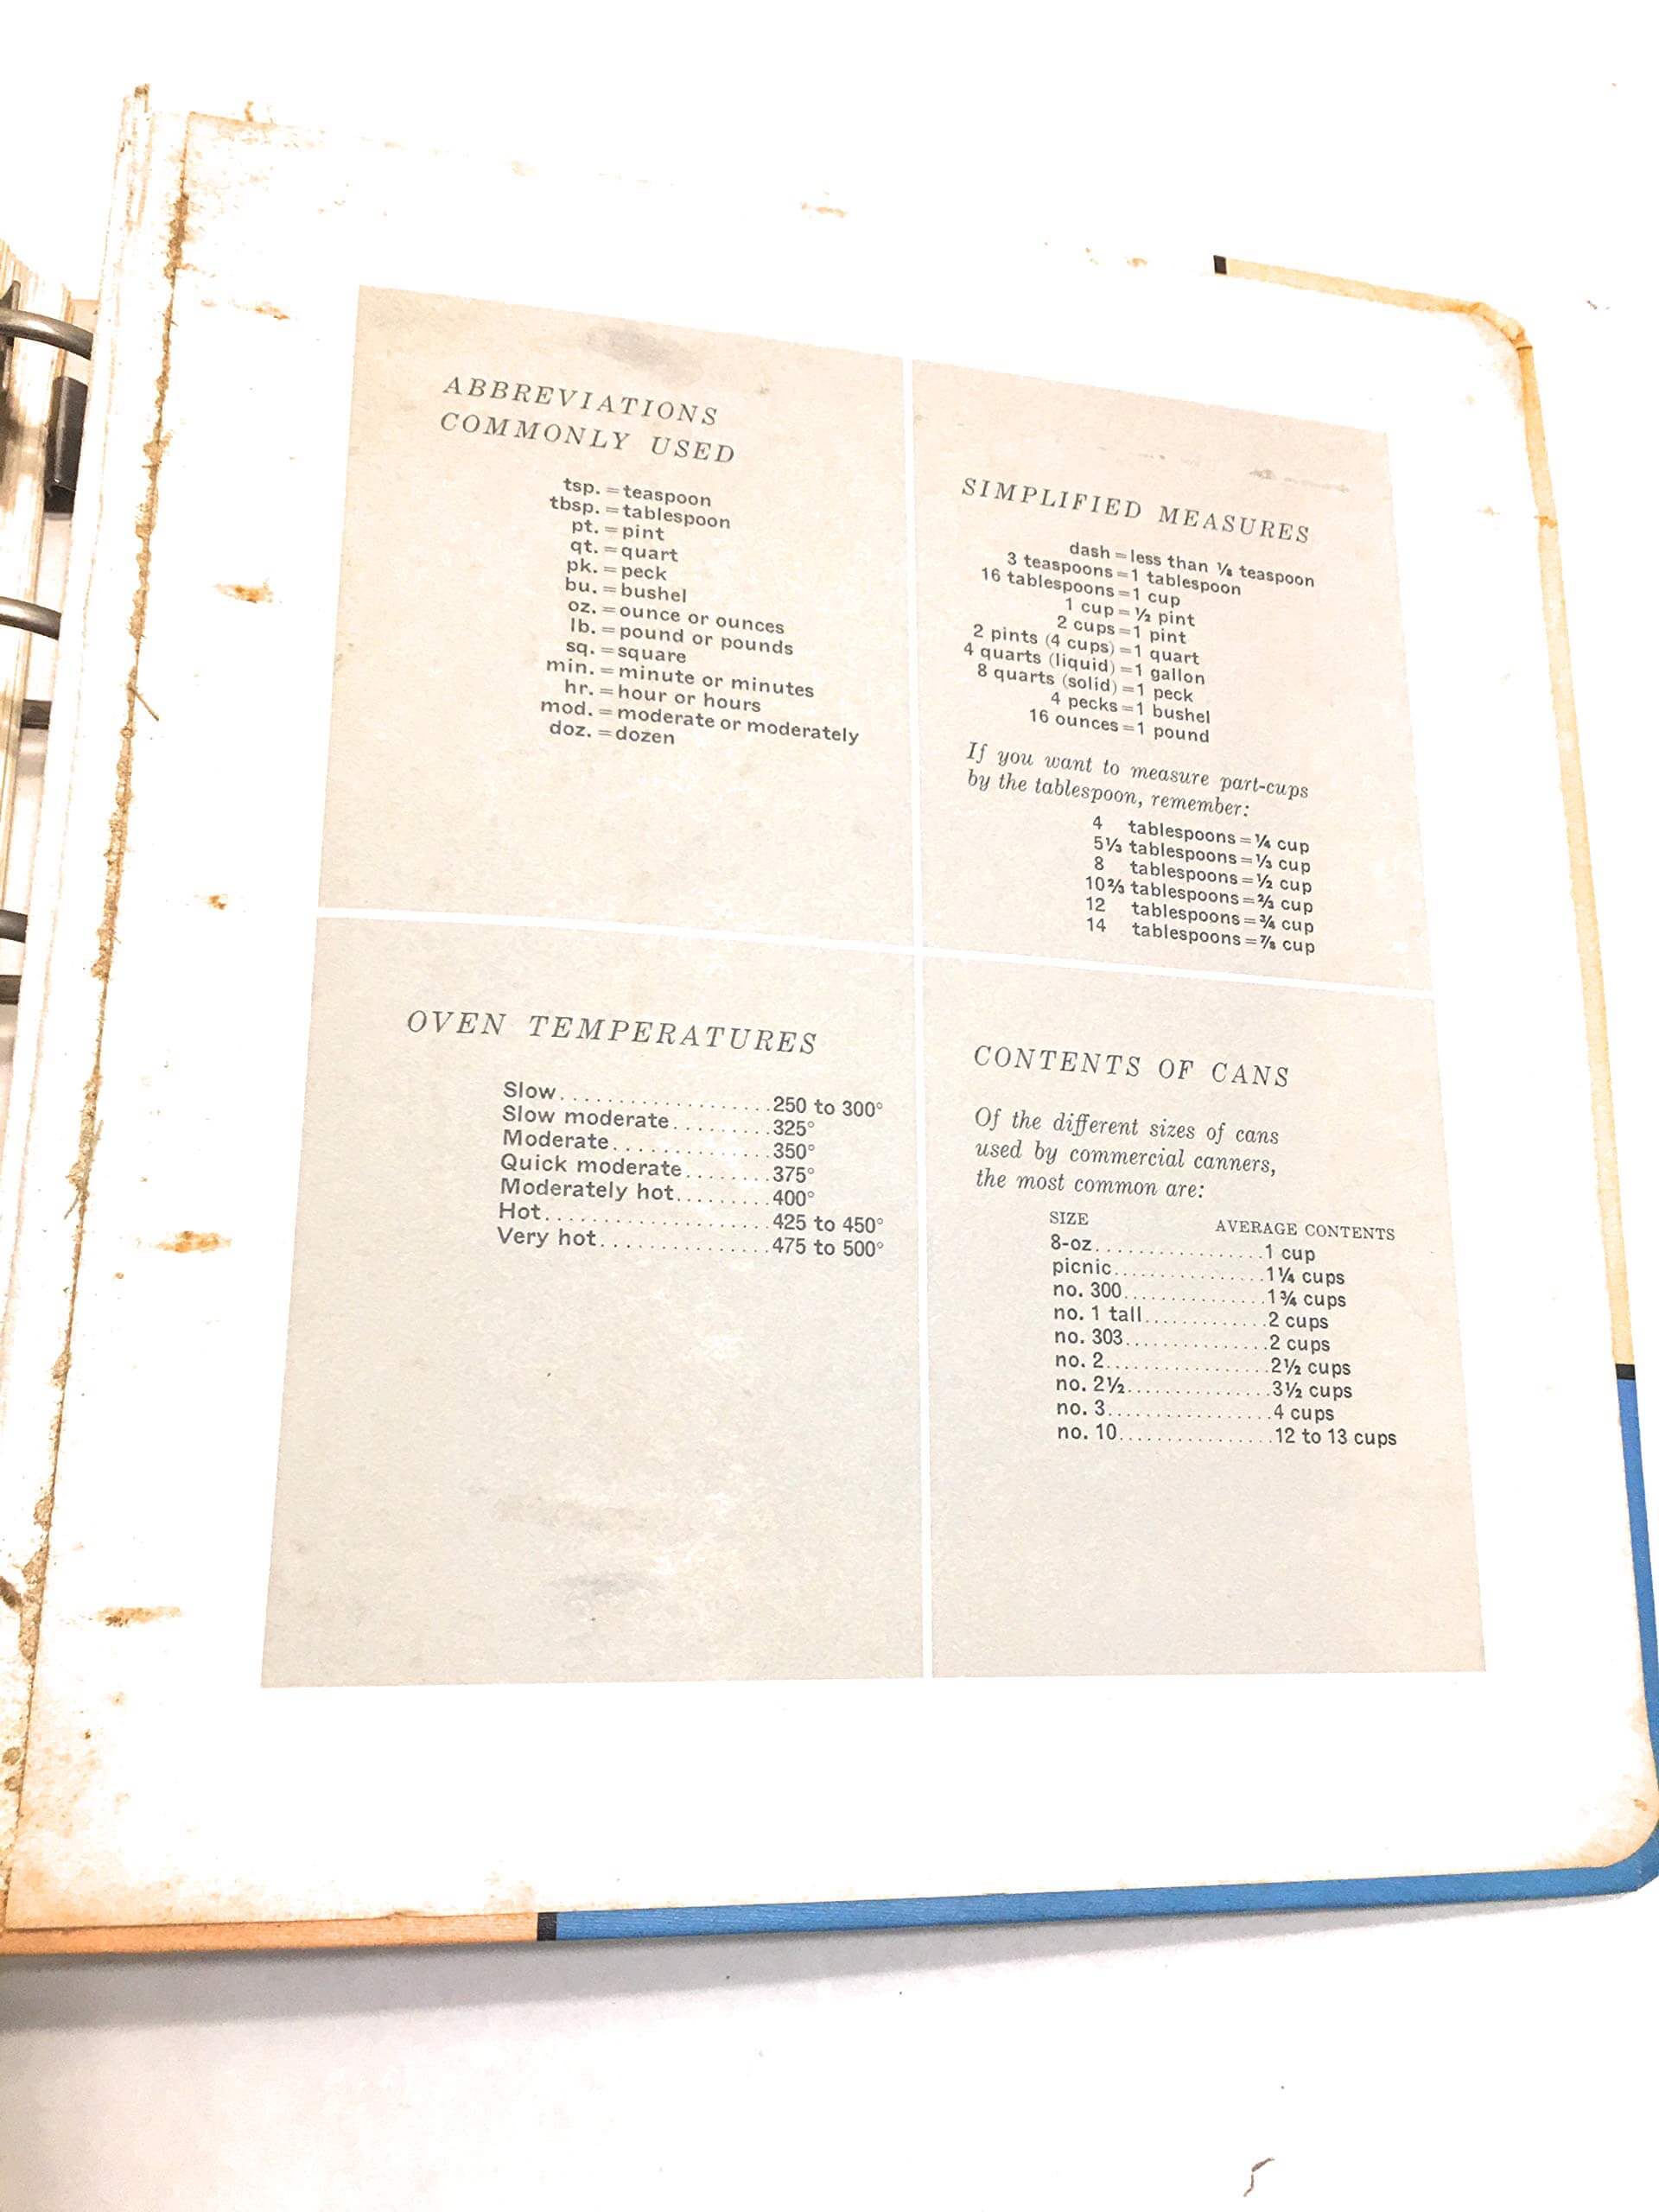 ABBREVIATIONS
COMMONLY USED
tsp. = teaspoon
tbsp. = tablespoon
pt. = pint
qt. = quart
pk. = peck
bu. = bushel
oz. = ounce or ounces
lb. = pound or pounds
sq. = square
min. = minute or minutes
hr. = hour or hours
mod. = moderate or moderately
doz. = dozen
SIMPLIFIED MEASURES
dash = less than ⅛ teaspoon
3 teaspoons = 1 tablespoon
16 tablespoons = 1 cup
1 cup = ½ pint
2 cups = 1 pint
2 pints (4 cups) = 1 quart
4 quarts (liquid) = 1 gallon
8 quarts (solid) = 1 peck
4 pecks = 1 bushel
16 ounces = 1 pound
If you want to measure part-cups
by the tablespoon, remember:
4 tablespoons = ¼ cup
5⅓ tablespoons = ⅓ cup
8 tablespoons = ½ cup
10⅔ tablespoons = ⅔ cup
12 tablespoons = ¾ cup
14 tablespoons = ⅞ cup
OVEN TEMPERATURES
Slow...................250 to 300°
Slow moderate.........325°
Moderate..............350°
Quick moderate........375°
Moderately hot.........400°
Hot....................425 to 450°
Very hot...............475 to 500°
CONTENTS OF CANS
Of the different sizes of cans
used by commercial canners,
the most common are:
SIZE AVERAGE CONTENTS
8-oz................1 cup
picnic..............1¼ cups
no. 300.............1¾ cups
no. 1 tall............2 cups
no. 303.............2 cups
no. 2...............2½ cups
no. 2½.............3½ cups
no. 3................4 cups
no. 10...............12 to 13 cups